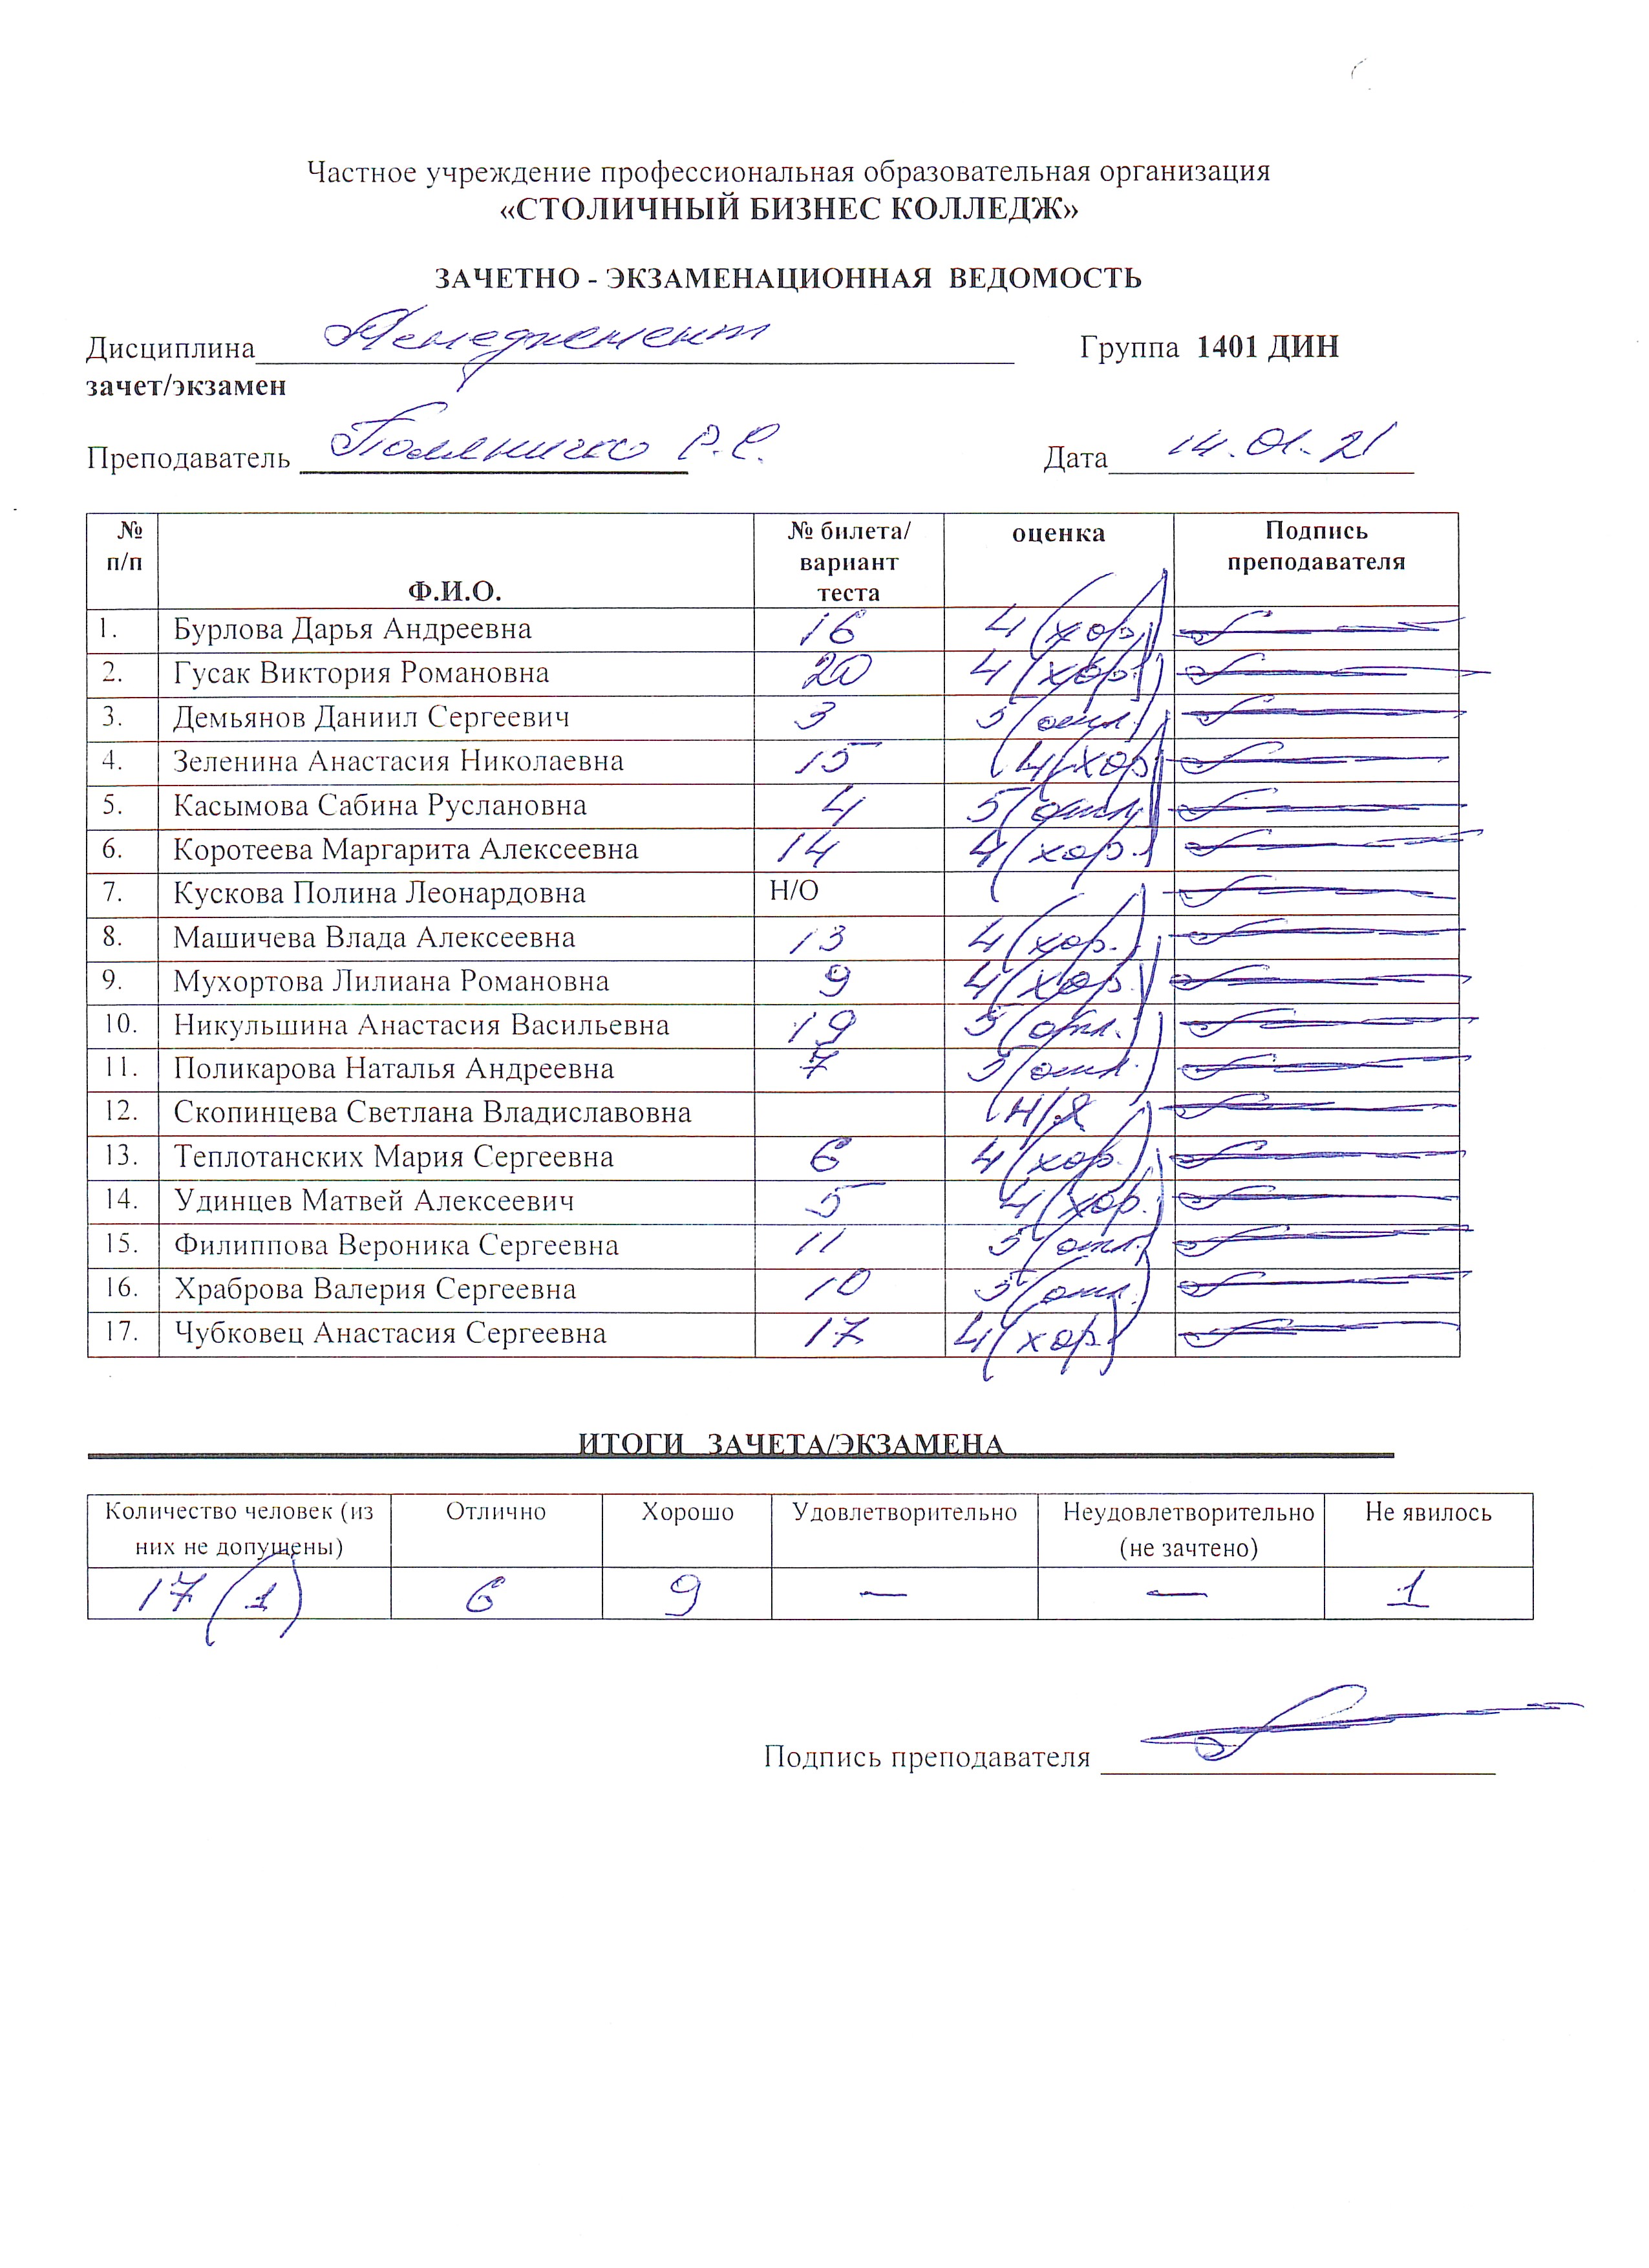 Частное учреждение профессиональная образовательная организация
«СТОЛИЧНЫЙ БИЗНЕС КОЛЛЕДЖ»
ЗАЧЕТНО - ЭКЗАМЕНАЦИОННАЯ ВЕДОМОСТЬ
Дисциплина Менеджмент Группа 1401 ДИН
зачет/экзамен
Преподаватель Р.С. Дата 14.01.21
№ п/п Ф.И.О. № билета/ вариант теста оценка Подпись преподавателя
1. Бурлова Дарья Андреевна 16 4 (хор.)
2. Гусак Виктория Романовна 20 4 (хор.)
3. Демьянов Даниил Сергеевич 3 5 (отл.)
4. Зеленина Анастасия Николаевна 15 4 (хор)
5. Касымова Сабина Руслановна 4 5 (отл.)
6. Коротеева Маргарита Алексеевна 14 4 (хор.)
7. Кускова Полина Леонардовна Н/О
8. Машичева Влада Алексеевна 13 4 (хор.)
9. Мухортова Лилиана Романовна 9 4 (хор.)
10. Никульшина Анастасия Васильевна 19 5 (отл.)
11. Поликарова Наталья Андреевна 7 5 (отл.)
12. Скопинцева Светлана Владиславовна н/я
13. Теплотанских Мария Сергеевна 6 4 (хор.)
14. Удинцев Матвей Алексеевич 5 4 (хор.)
15. Филиппова Вероника Сергеевна 11 5 (отл.)
16. Храброва Валерия Сергеевна 10 5 (отл.)
17. Чубковец Анастасия Сергеевна 17 4 (хор.)
ИТОГИ ЗАЧЕТА/ЭКЗАМЕНА
Количество человек (из них не допущены) Отлично Хорошо Удовлетворительно Неудовлетворительно (не зачтено) Не явилось
17 (1) 6 9 — — 1
Подпись преподавателя